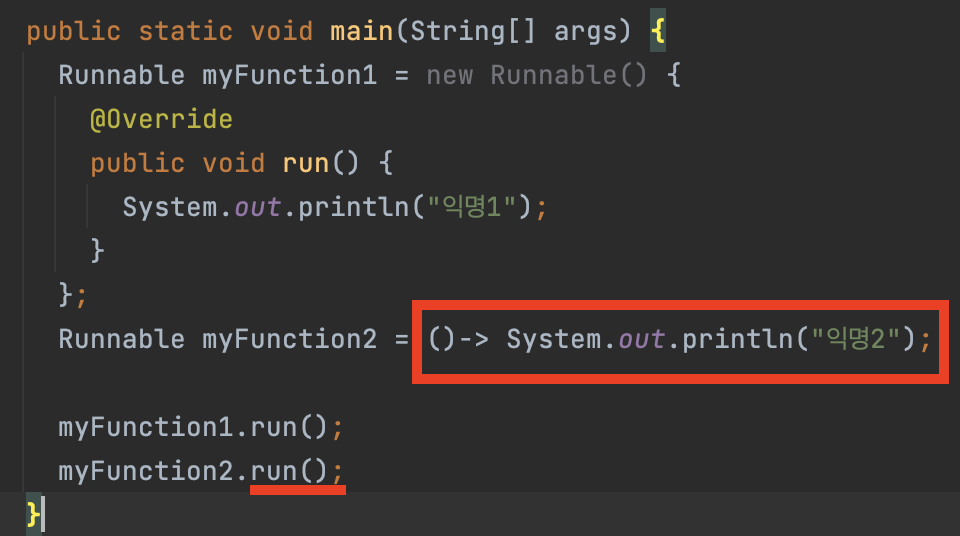 public static void main(String[] args) {
Runnable myFunction1 = new Runnable() {
@Override
public void run() {
System.out.println("익명1");
}
};
Runnable myFunction2 = ()-> System.out.println("익명2");
myFunction1.run();
myFunction2.run();
}